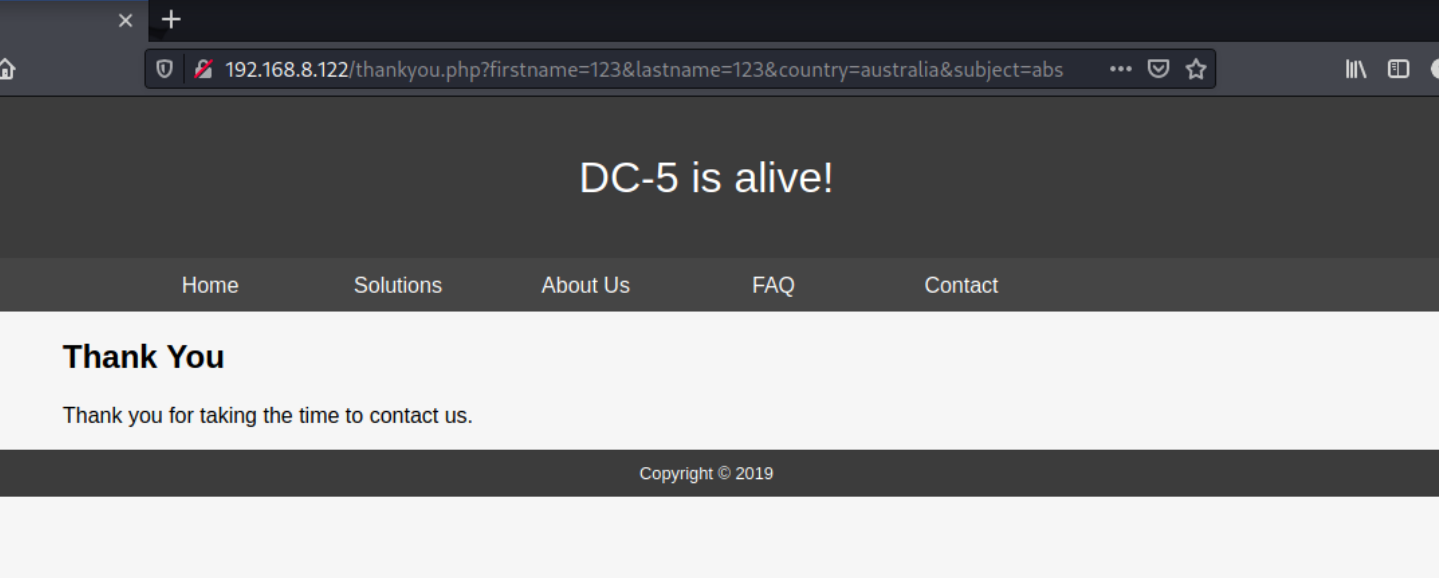 192.168.8.122/thankyou.php?firstname=123&lastname=123&country=australia&subject=abs
DC-5 is alive!
Home Solutions About Us FAQ Contact
Thank You
Thank you for taking the time to contact us.
Copyright © 2019